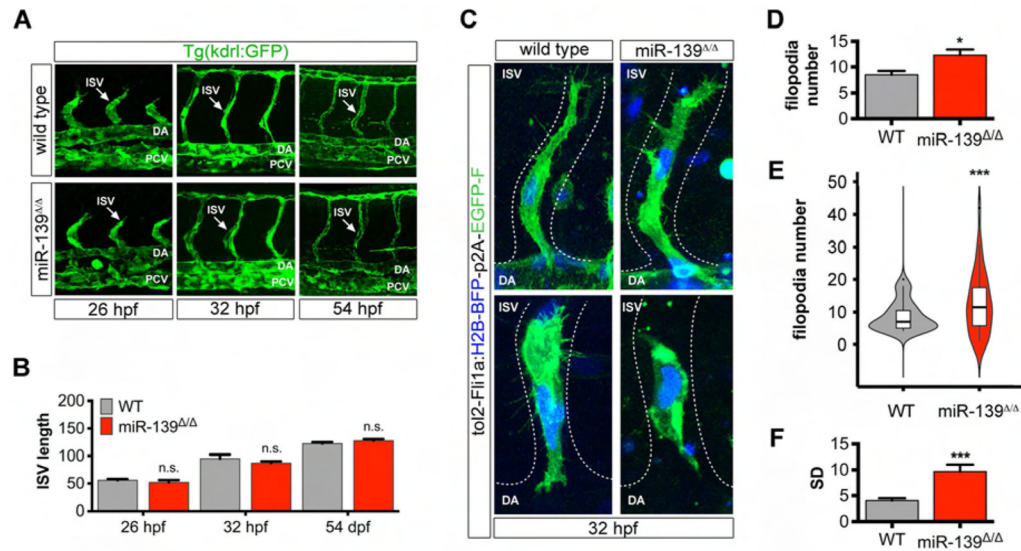 A
Tg(kdrl:GFP)
wild type
ISV
DA
PCV
ISV
DA
PCV
ISV
DA
PCV
miR-139Δ/Δ
ISV
DA
PCV
ISV
DA
PCV
ISV
DA
PCV
26 hpf
32 hpf
54 hpf
B
ISV length
200
150
100
50
0
WT
miR-139Δ/Δ
n.s.
n.s.
n.s.
26 hpf
32 hpf
54 dpf
C
wild type
miR-139Δ/Δ
tol2-Fli1a:H2B-BFP-p2A-EGFP-F
ISV
DA
ISV
DA
ISV
DA
ISV
DA
32 hpf
D
filopodia
number
15
10
5
0
*
WT
miR-139Δ/Δ
E
filopodia number
50
40
30
20
10
0
***
WT
miR-139Δ/Δ
F
SD
15
10
5
0
***
WT
miR-139Δ/Δ